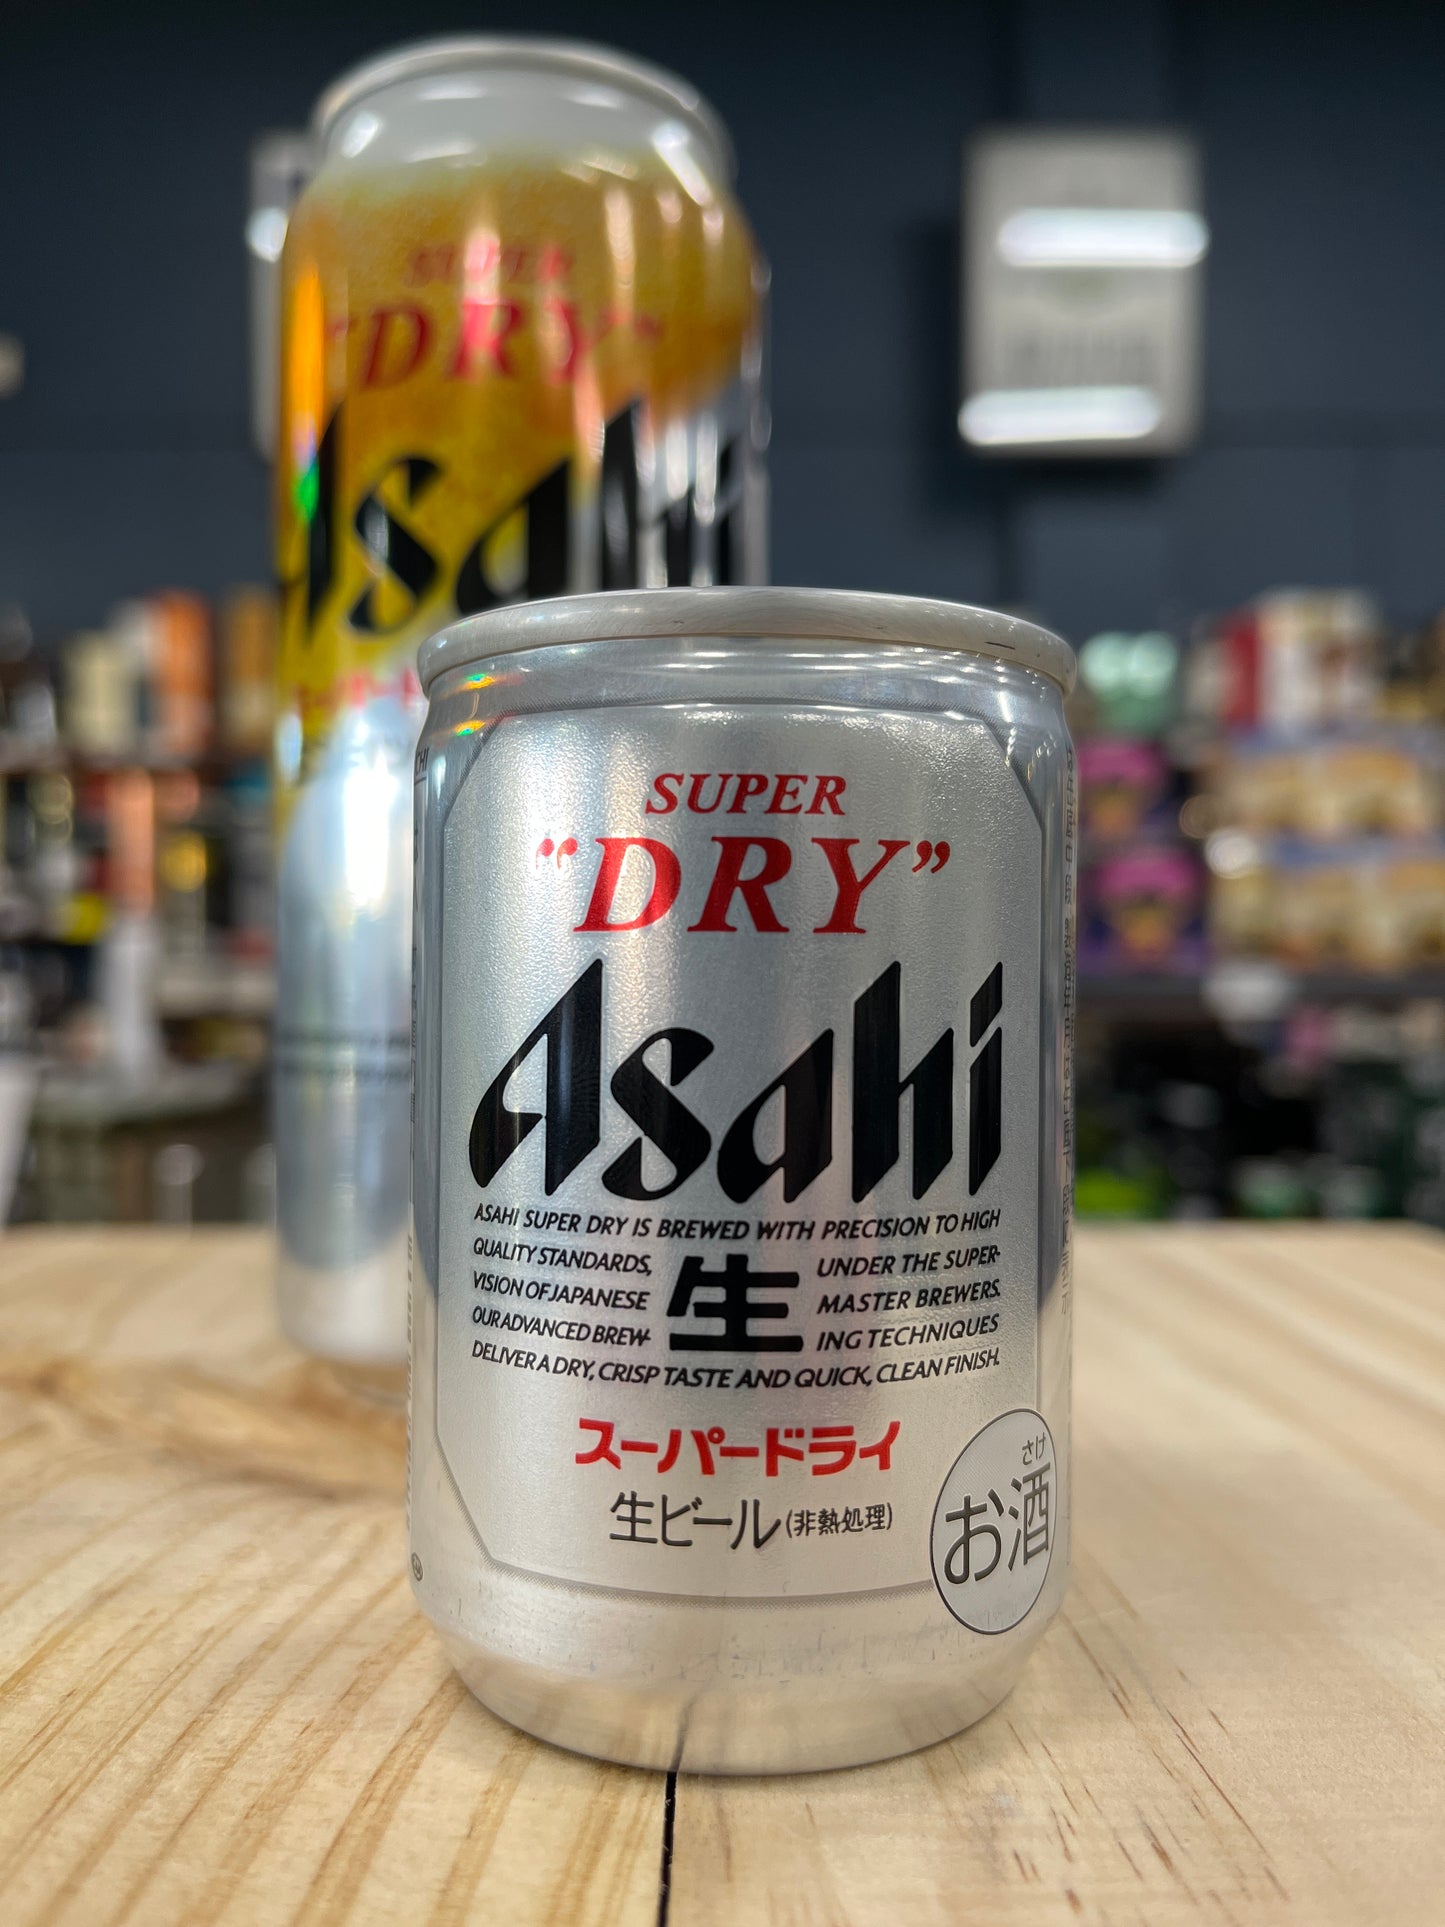 SUPER
"DRY"
Asahi
SUPER
“DRY”
Asahi
ASAHI SUPER DRY IS BREWED WITH PRECISION TO HIGH
QUALITY STANDARDS, UNDER THE SUPER-
VISION OF JAPANESE MASTER BREWERS.
OUR ADVANCED BREW- ING TECHNIQUES
生
DELIVER A DRY, CRISP TASTE AND QUICK, CLEAN FINISH.
スーパードライ
生ビール(非熱処理)
さけ
お酒